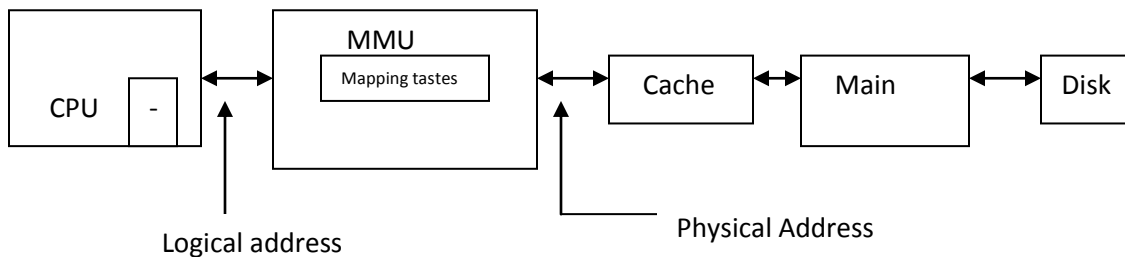 MMU
Mapping tastes
CPU
-
Cache
Main
Disk
Logical address
Physical Address